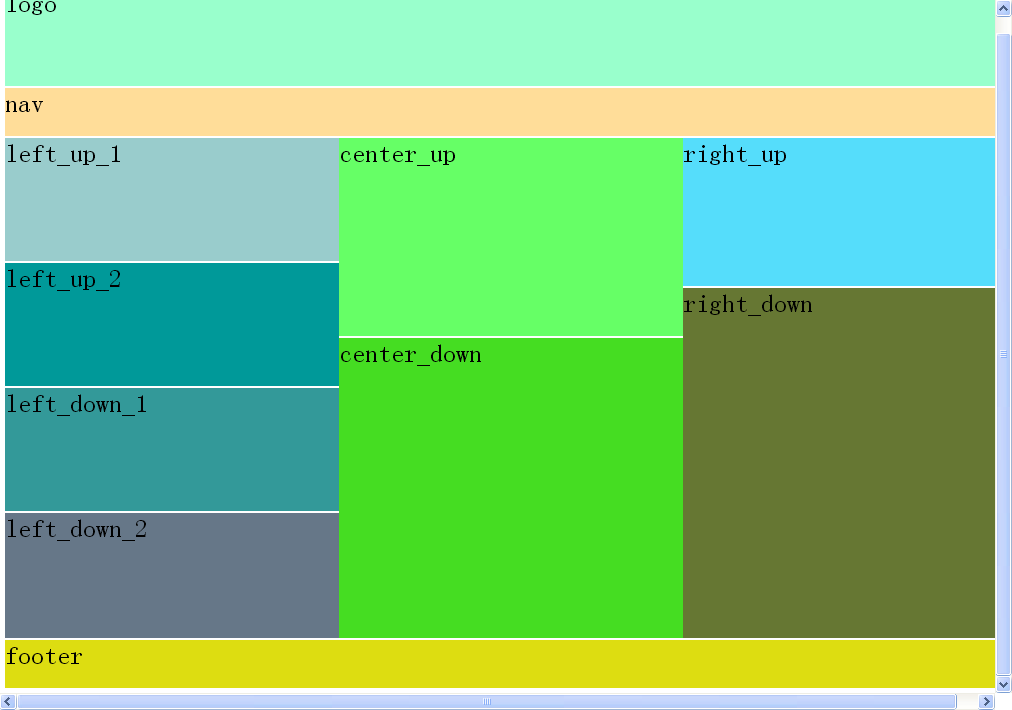 logo
nav
left_up_1
left_up_2
left_down_1
left_down_2
center_up
center_down
right_up
right_down
footer